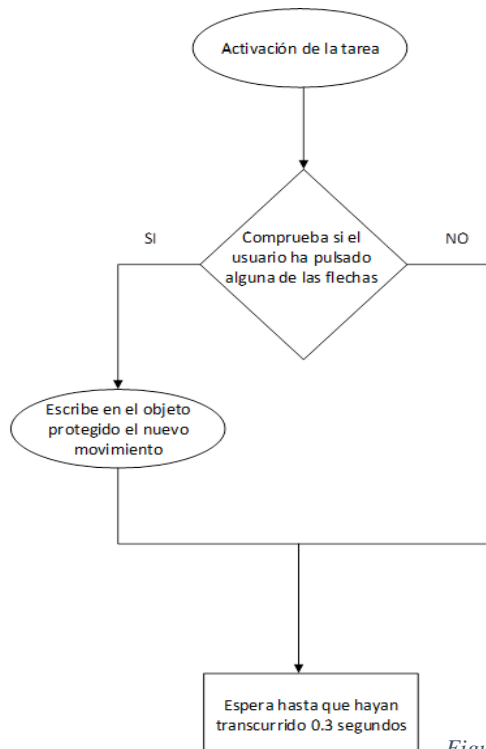 Activación de la tarea
SI
Comprueba si el
usuario ha pulsado
alguna de las flechas
NO
Escribe en el objeto
protegido el nuevo
movimiento
Espera hasta que hayan
transcurrido 0.3 segundos